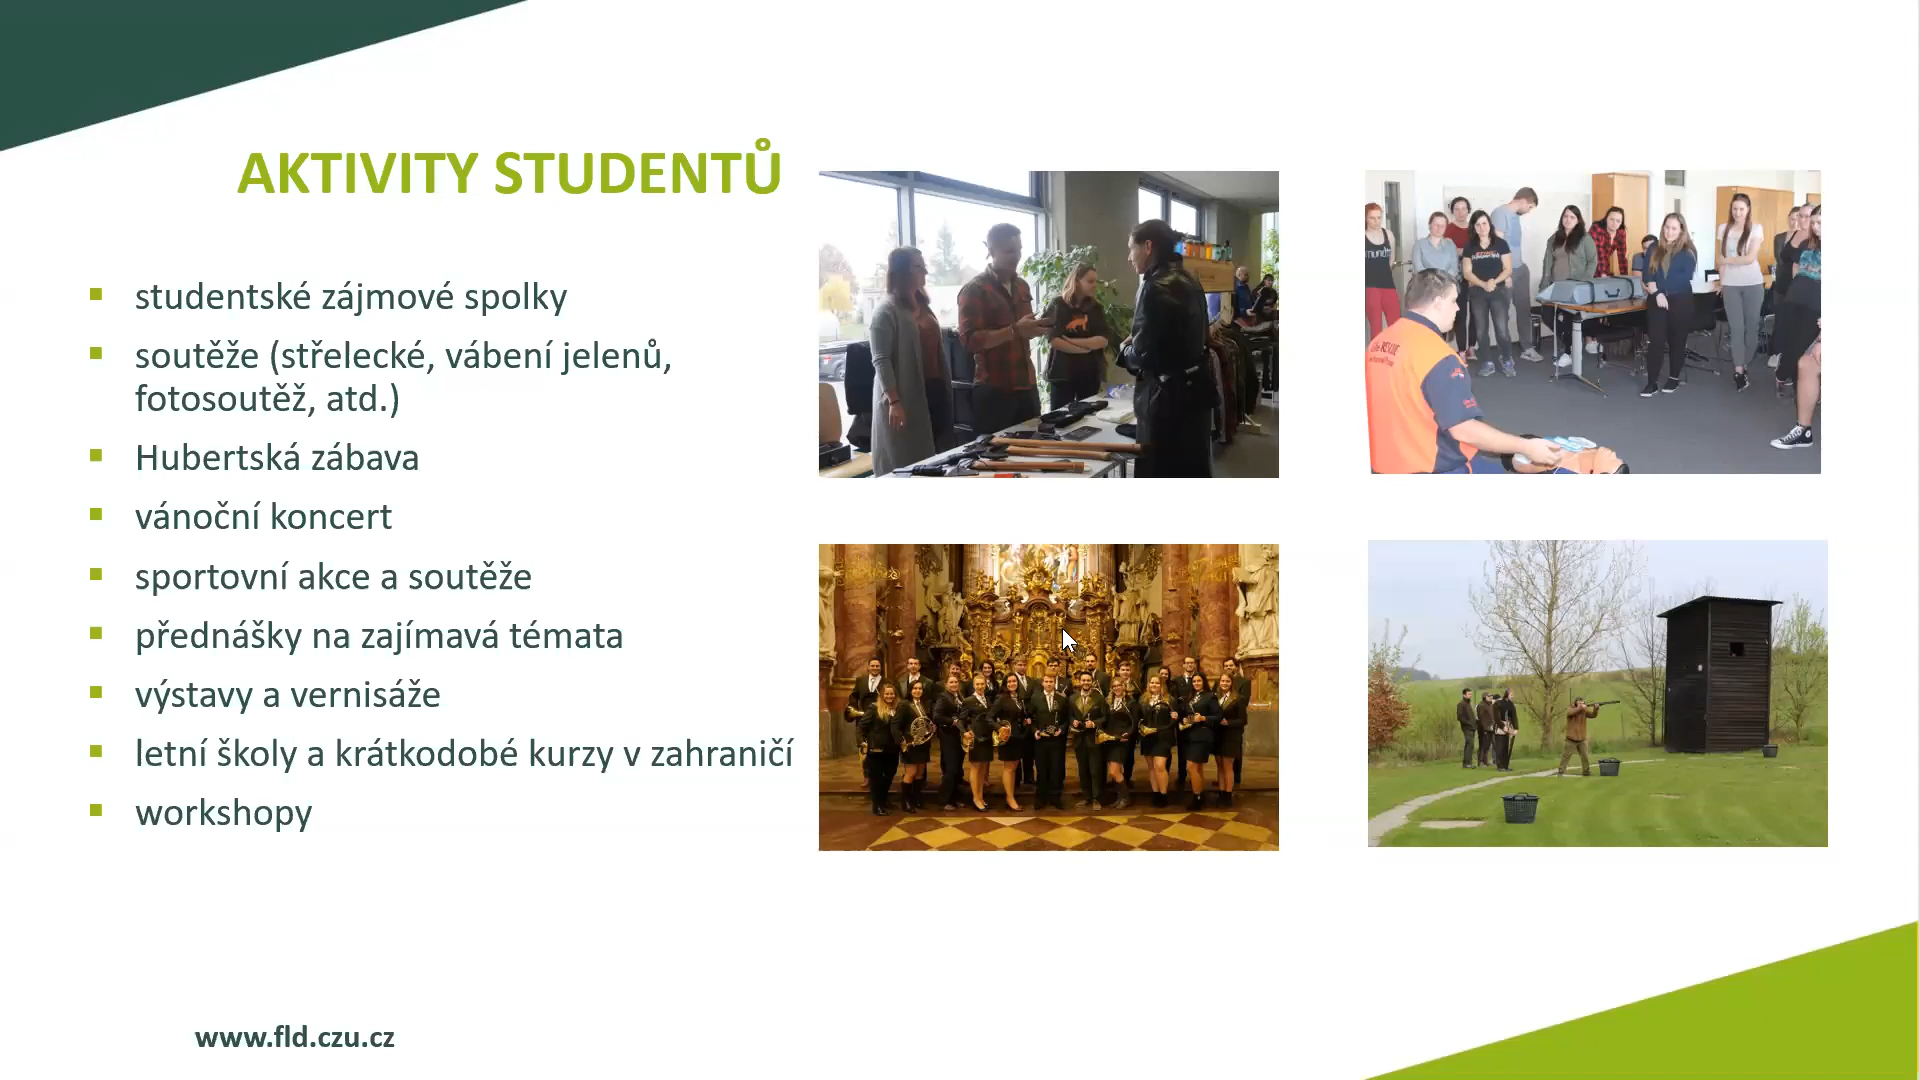 AKTIVITY STUDENTŮ
studentské zájmové spolky
soutěže (střelecké, vábení jelenů,
fotosoutěž, atd.)
Hubertská zábava
vánoční koncert
sportovní akce a soutěže
přednášky na zajímavá témata
výstavy a vernisáže
letní školy a krátkodobé kurzy v zahraničí
workshopy
www.fld.czu.cz